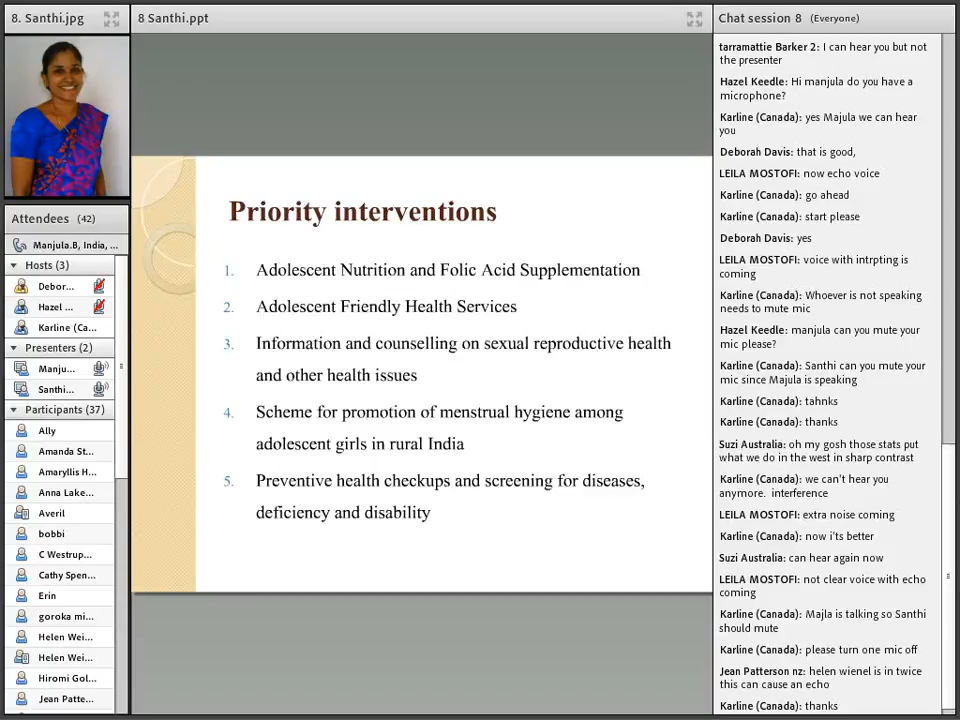 8. Santhi.jpg
Attendees (42)
Manjula.B, India, ...
Hosts (3)
Debor...
Hazel ...
Karline (Ca...
Presenters (2)
Manju...
Santhi...
Participants (37)
Ally
Amanda St...
Amaryllis H...
Anna Lake...
Averil
bobbi
C Westrup...
Cathy Spen...
Erin
goroka mi...
Helen Wei...
Helen Wei...
Hiromi Gol...
Jean Patte...
8 Santhi.ppt
Priority interventions
1. Adolescent Nutrition and Folic Acid Supplementation
2. Adolescent Friendly Health Services
3. Information and counselling on sexual reproductive health
and other health issues
4. Scheme for promotion of menstrual hygiene among
adolescent girls in rural India
5. Preventive health checkups and screening for diseases,
deficiency and disability
Chat session 8 (Everyone)
tarramattie Barker 2: I can hear you but not
the presenter
Hazel Keedle: Hi manjula do you have a
microphone?
Karline (Canada): yes Majula we can hear
you
Deborah Davis: that is good,
LEILA MOSTOFI: now echo voice
Karline (Canada): go ahead
Karline (Canada): start please
Deborah Davis: yes
LEILA MOSTOFI: voice with intrpting is
coming
Karline (Canada): Whoever is not speaking
needs to mute mic
Hazel Keedle: manjula can you mute your
mic please?
Karline (Canada): Santhi can you mute your
mic since Majula is speaking
Karline (Canada): tahnks
Karline (Canada): thanks
Suzi Australia: oh my gosh those stats put
what we do in the west in sharp contrast
Karline (Canada): we can't hear you
anymore. interference
LEILA MOSTOFI: extra noise coming
Karline (Canada): now i'ts better
Suzi Australia: can hear again now
LEILA MOSTOFI: not clear voice with echo
coming
Karline (Canada): Majla is talking so Santhi
should mute
Karline (Canada): please turn one mic off
Jean Patterson nz: helen wienel is in twice
this can cause an echo
Karline (Canada): thanks